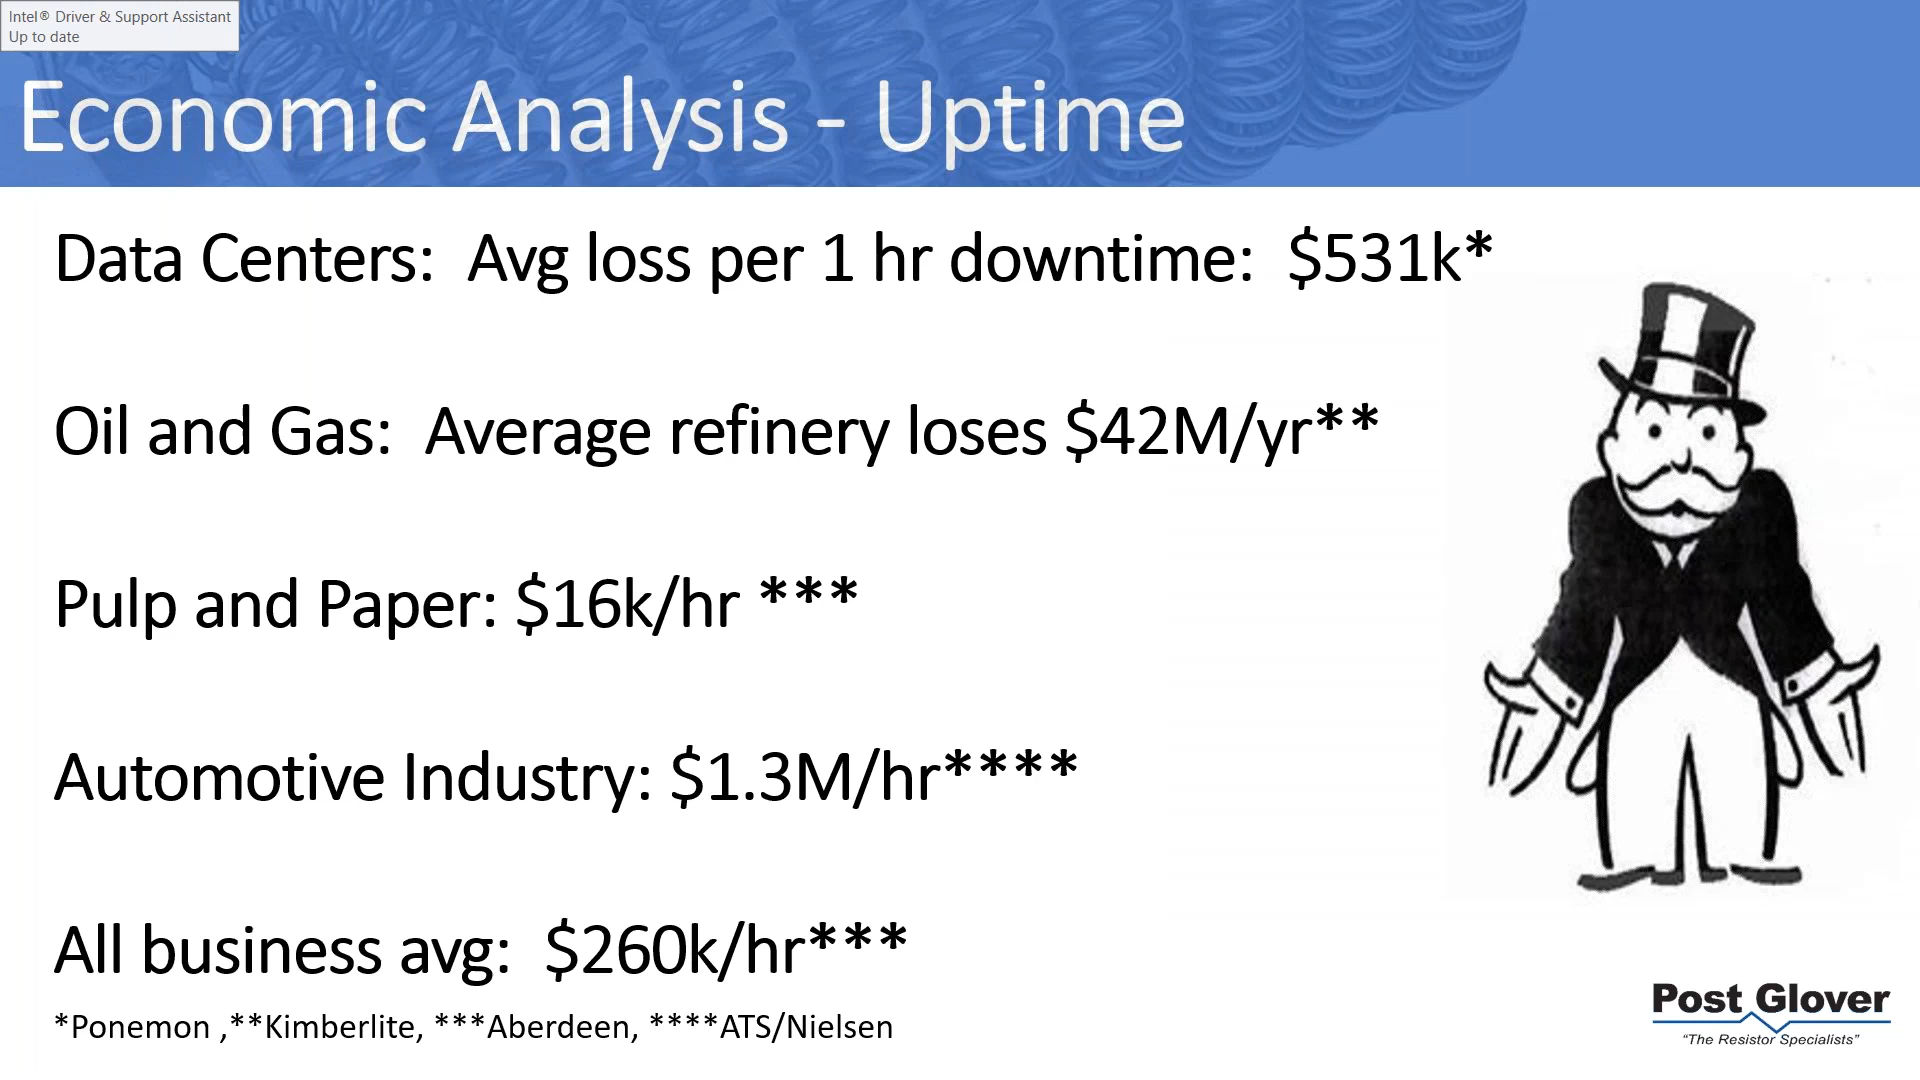 Intel® Driver & Support Assistant
Up to date
Economic Analysis - Uptime
Data Centers:  Avg loss per 1 hr downtime:  $531k*
Oil and Gas:  Average refinery loses $42M/yr**
Pulp and Paper: $16k/hr ***
Automotive Industry: $1.3M/hr****
All business avg:  $260k/hr***
*Ponemon ,**Kimberlite, ***Aberdeen, ****ATS/Nielsen
Post Glover
“The Resistor Specialists”